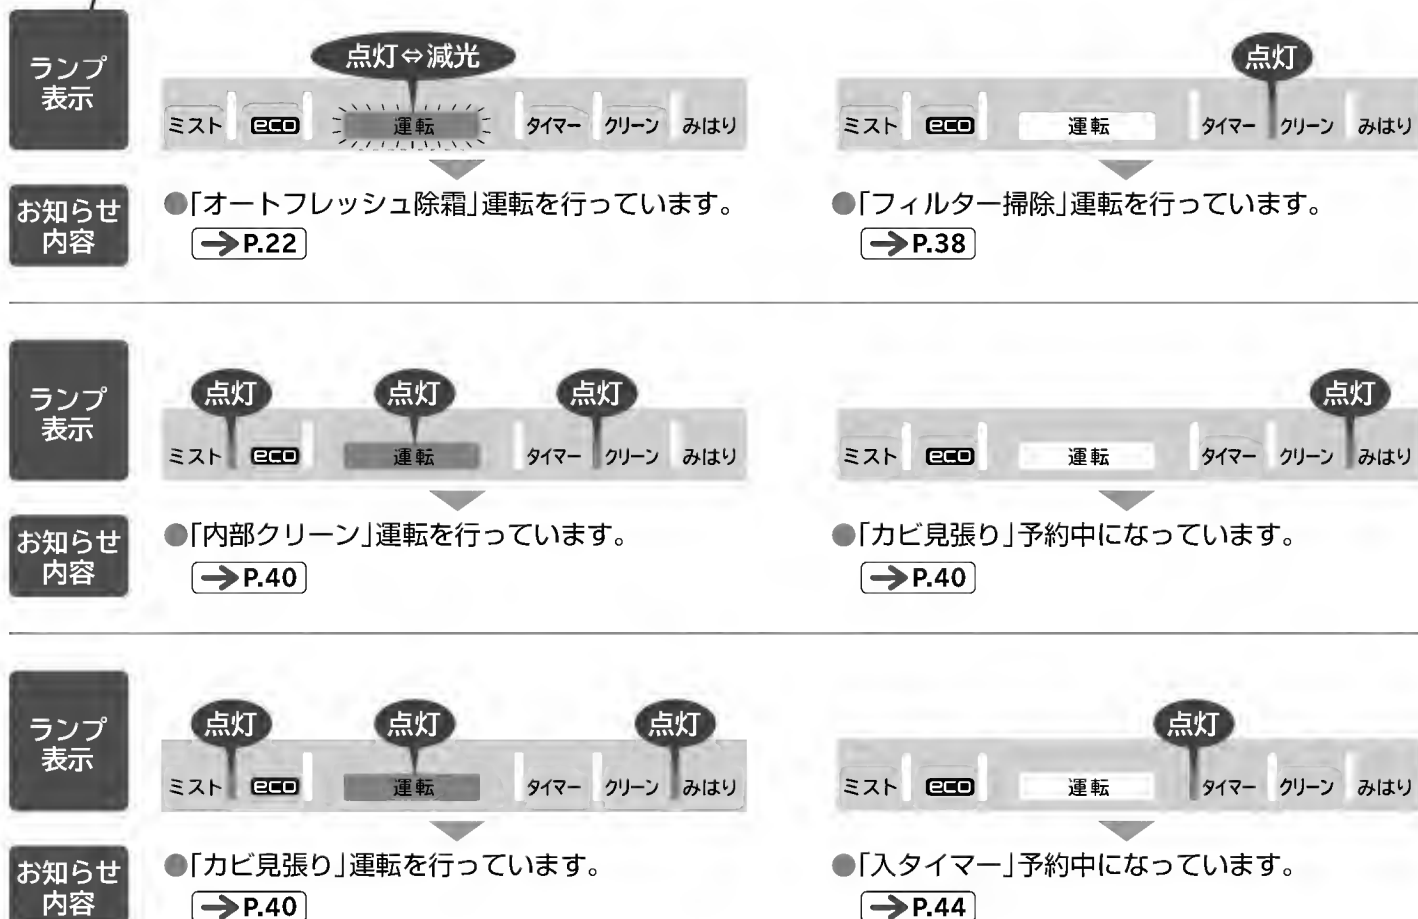 ランプ
表示
点灯⇔減光
ミスト eco 運転 タイマー クリーン みはり
お知らせ
内容
●「オートフレッシュ除霜」運転を行っています。
→P.22
点灯
ミスト eco 運転 タイマー クリーン みはり
●「フィルター掃除」運転を行っています。
→P.38
ランプ
表示
点灯 点灯 点灯
ミスト eco 運転 タイマー クリーン みはり
お知らせ
内容
●「内部クリーン」運転を行っています。
→P.40
点灯
ミスト eco 運転 タイマー クリーン みはり
●「カビ見張り」予約中になっています。
→P.40
ランプ
表示
点灯 点灯 点灯
ミスト eco 運転 タイマー クリーン みはり
お知らせ
内容
●「カビ見張り」運転を行っています。
→P.40
点灯
ミスト eco 運転 タイマー クリーン みはり
●「入タイマー」予約中になっています。
→P.44